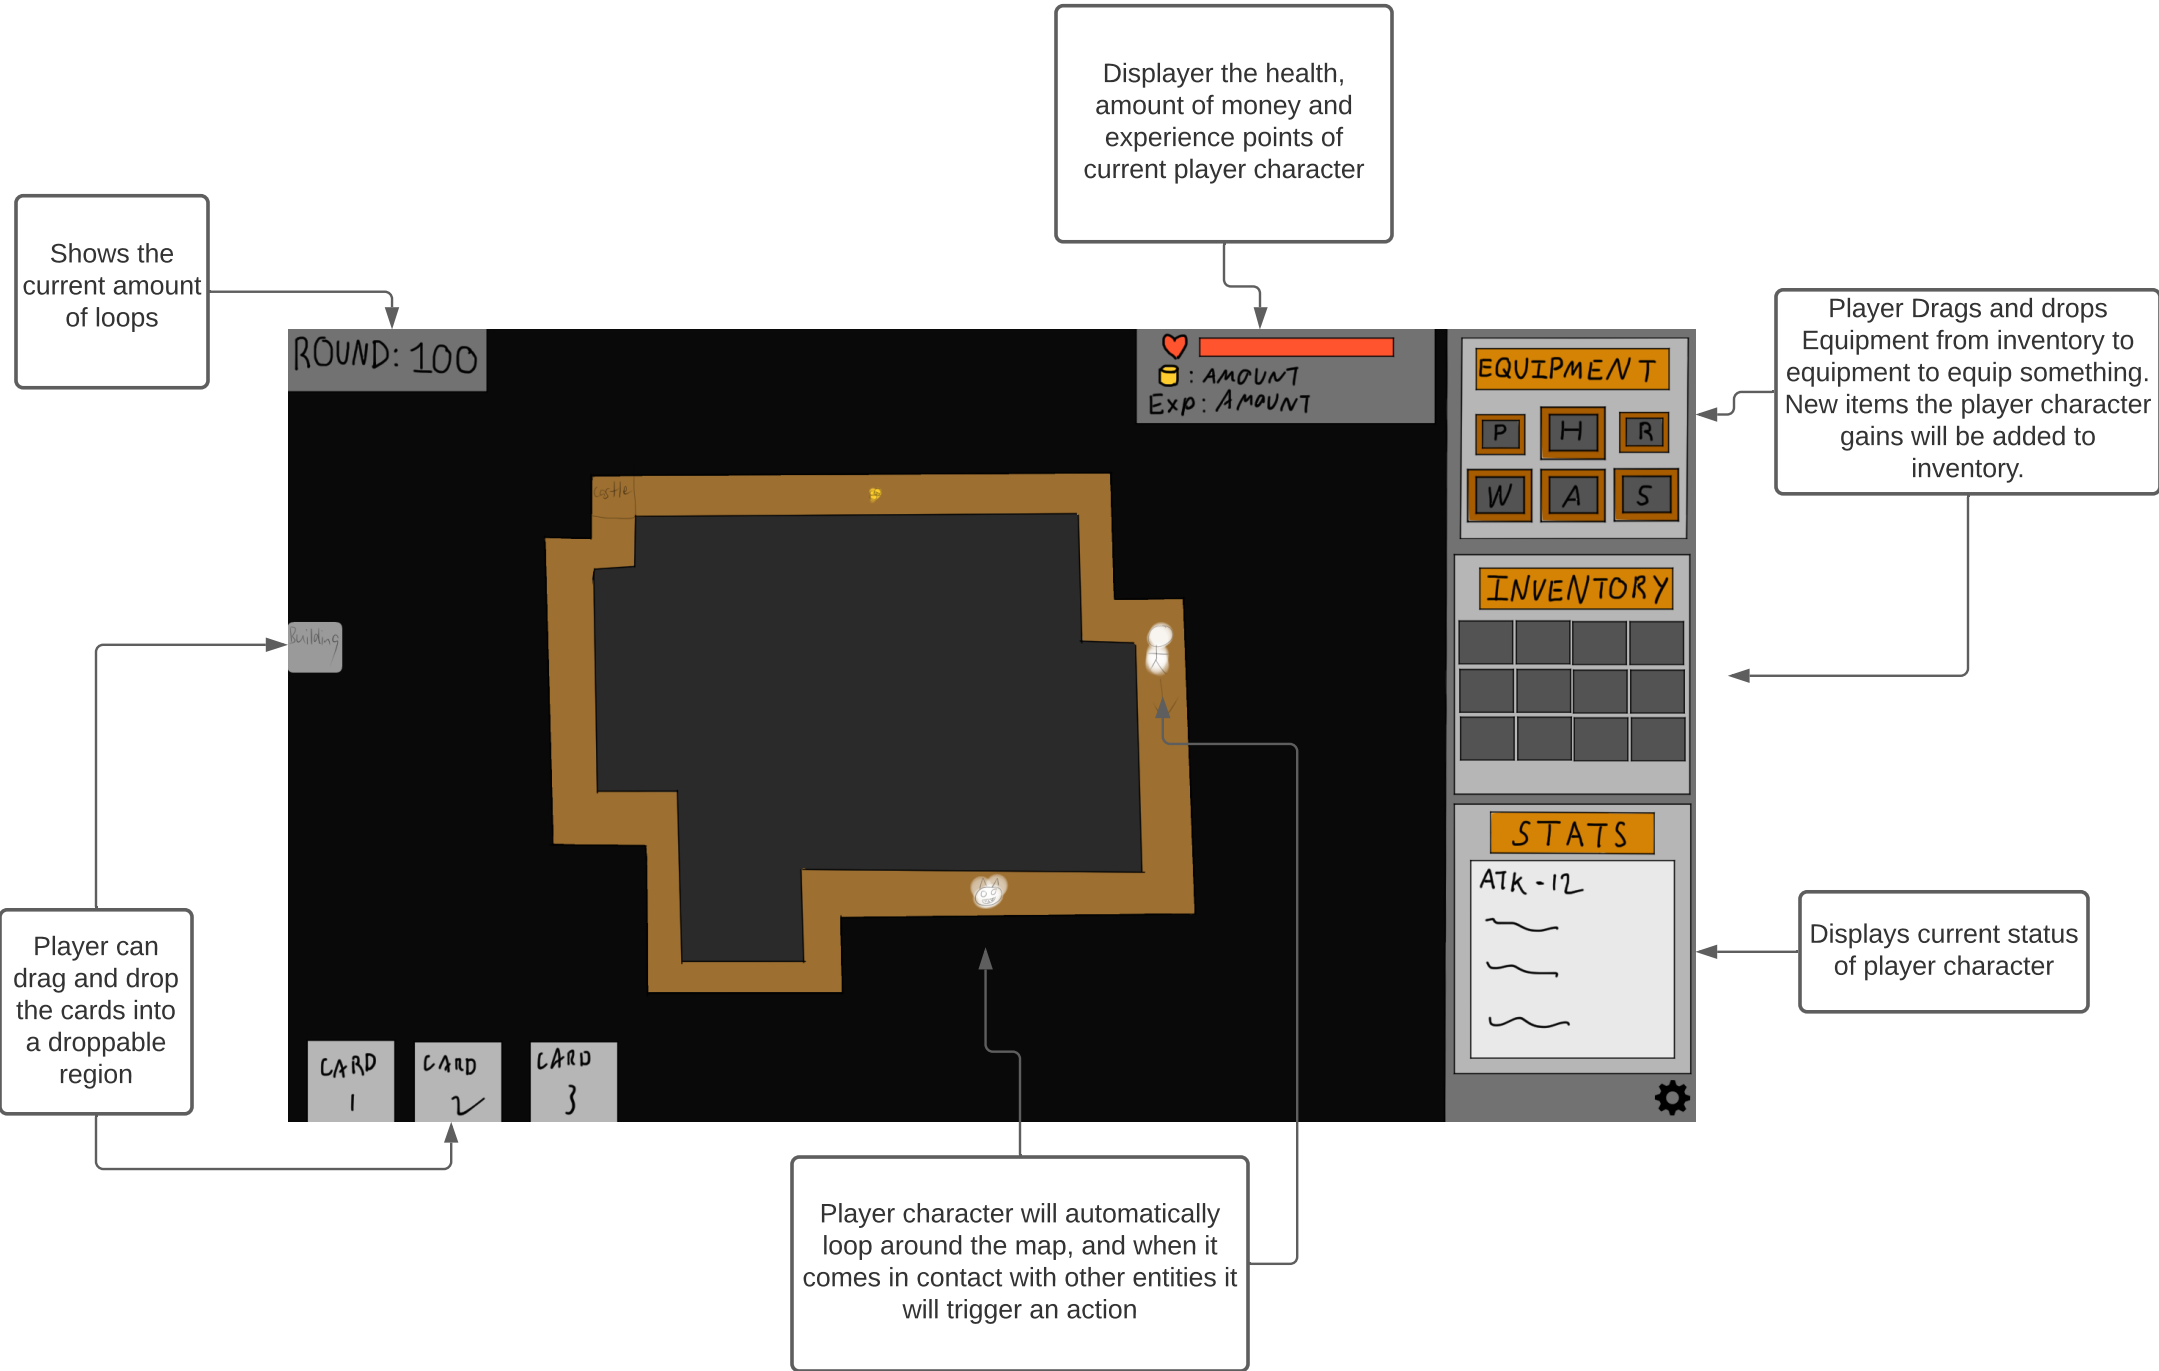 Displayer the health,
amount of money and
experience points of
current player character
Shows the
current amount
of loops
Player Drags and drops
Equipment from inventory to
equipment to equip something.
New items the player character
gains will be added to
inventory.
ROUND: 100
: AMOUNT
Exp: AMOUNT
EQUIPMENT
P H R
W A S
castle
Building
INVENTORY
STATS
ATK - 12
Displays current status
of player character
Player can
drag and drop
the cards into
a droppable
region
CARD
1
CARD
2
CARD
3
Player character will automatically
loop around the map, and when it
comes in contact with other entities it
will trigger an action